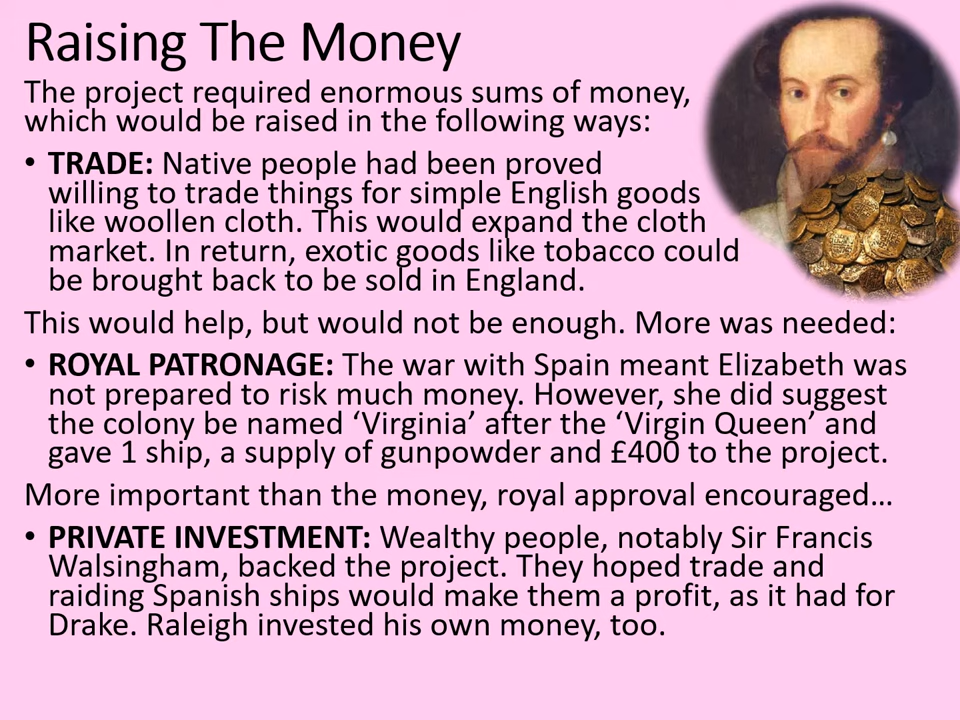 Raising The Money
The project required enormous sums of money,
which would be raised in the following ways:
• TRADE: Native people had been proved
willing to trade things for simple English goods
like woollen cloth. This would expand the cloth
market. In return, exotic goods like tobacco could
be brought back to be sold in England.
This would help, but would not be enough. More was needed:
• ROYAL PATRONAGE: The war with Spain meant Elizabeth was
not prepared to risk much money. However, she did suggest
the colony be named ‘Virginia’ after the ‘Virgin Queen’ and
gave 1 ship, a supply of gunpowder and £400 to the project.
More important than the money, royal approval encouraged…
• PRIVATE INVESTMENT: Wealthy people, notably Sir Francis
Walsingham, backed the project. They hoped trade and
raiding Spanish ships would make them a profit, as it had for
Drake. Raleigh invested his own money, too.